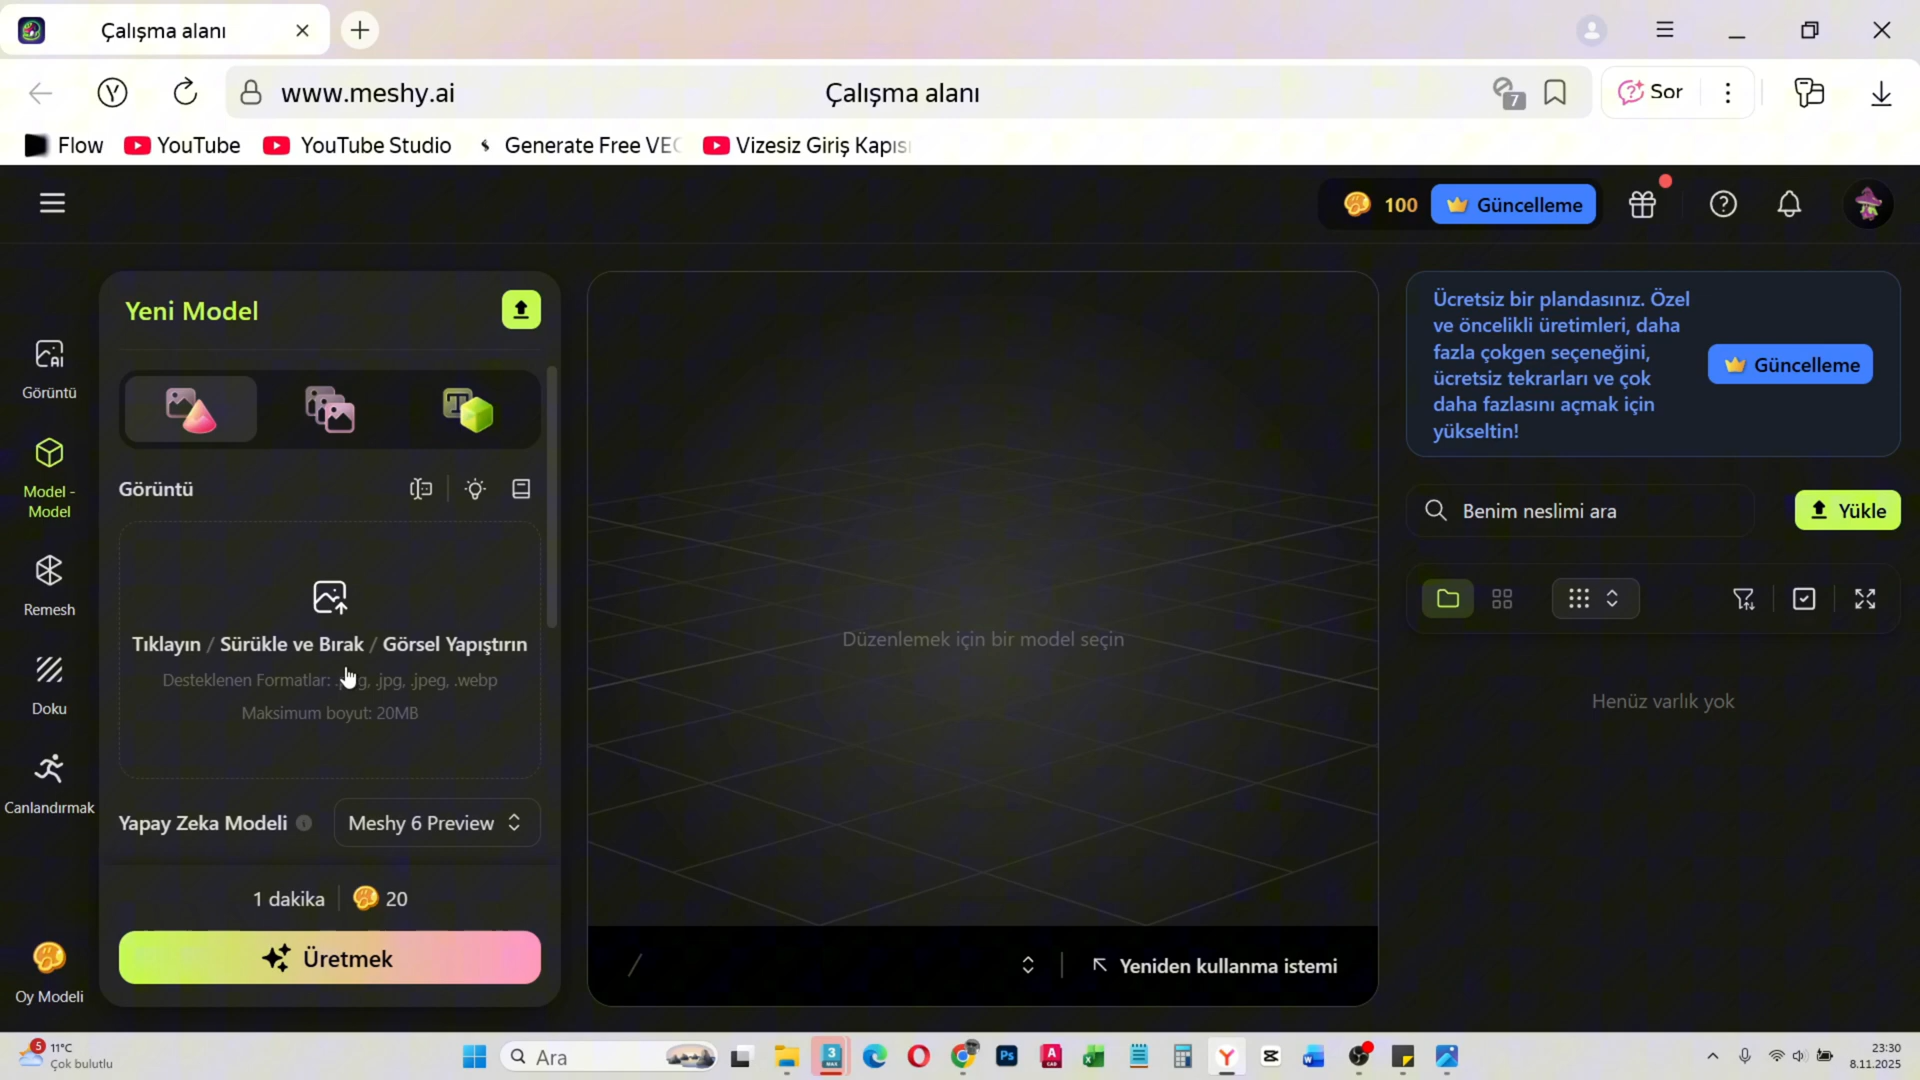 Çalışma alanı
www.meshy.ai
Çalışma alanı
7
Sor
Flow
YouTube
YouTube Studio
Generate Free VEO
Vizesiz Giriş Kapıs
100
Güncelleme
Görüntü
Model -
Model
Remesh
Doku
Canlandırmak
Oy Modeli
Yeni Model
Görüntü
Tıklayın / Sürükle ve Bırak / Görsel Yapıştırın
Desteklenen Formatlar: .jpg, .jpeg, .webp
Maksimum boyut: 20MB
Yapay Zeka Modeli
Meshy 6 Preview
1 dakika
20
Üretmek
Düzenlemek için bir model seçin
Yeniden kullanma istemi
Ücretsiz bir plandasınız. Özel
ve öncelikli üretimleri, daha
fazla çokgen seçeneğini,
ücretsiz tekrarları ve çok
daha fazlasını açmak için
yükseltin!
Güncelleme
Benim neslimi ara
Yükle
Henüz varlık yok
5
11°C
Çok bulutlu
Ara
23:30
8.11.2025